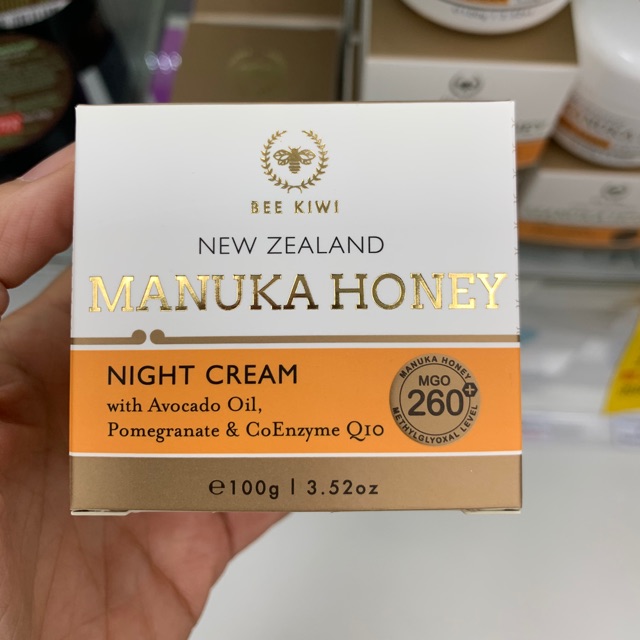 BEE KIWI
NEW ZEALAND
MANUKA HONEY
NIGHT CREAM
with Avocado Oil,
Pomegranate & CoEnzyme Q10
MANUKA HONEY
MGO
260+
METHYLGLYOXAL LEVEL
℮100g | 3.52oz